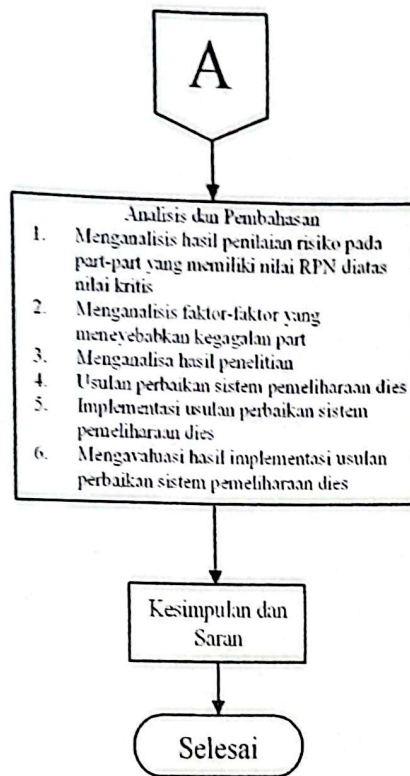 A
Analisis dan Pembahasan
1. Menganalisis hasil penilaian risiko pada
part-part yang memiliki nilai RPN diatas
nilai kritis
2. Menganalisis faktor-faktor yang
meneyebabkan kegagalan part
3. Menganalisa hasil penelitian
4. Usulan perbaikan sistem pemeliharaan dies
5. Implementasi usulan perbaikan sistem
pemeliharaan dies
6. Mengavaluasi hasil implementasi usulan
perbaikan sistem pemeliharaan dies
Kesimpulan dan
Saran
Selesai